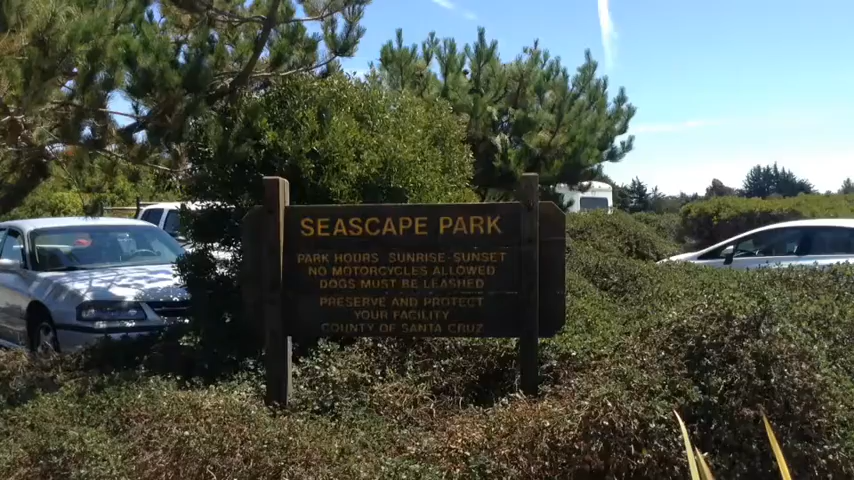 SEASCAPE PARK
PARK HOURS SUNRISE-SUNSET
NO MOTORCYCLES ALLOWED
DOGS MUST BE LEASHED
PRESERVE AND PROTECT
YOUR FACILITY
COUNTY OF SANTA CRUZ